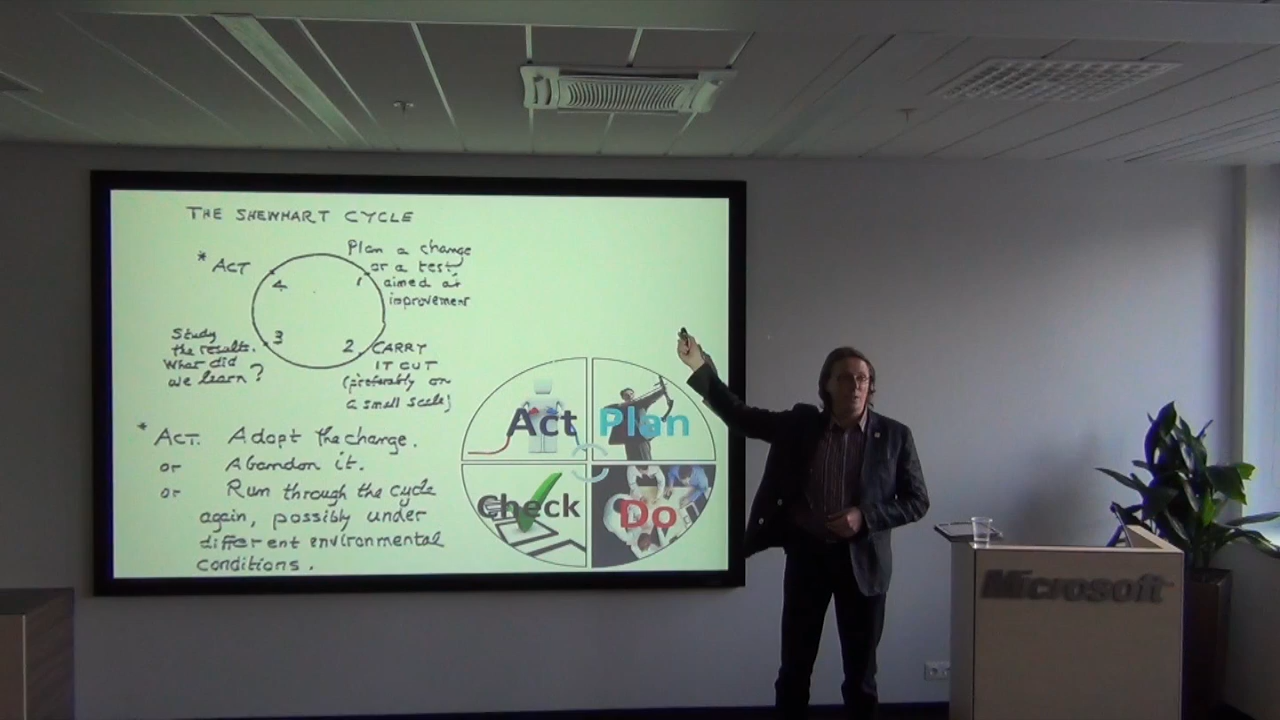 THE SHEWHART CYCLE
* ACT
4
Plan a change
or a test,
aimed at
improvement
1
Study
the results.
What did
we learn?
3
2
CARRY
IT OUT
(preferably on
a small scale)
* ACT. Adopt the change.
or Abandon it.
or Run through the cycle
again, possibly under
different environmental
conditions.
Act Plan
Check Do
Microsoft